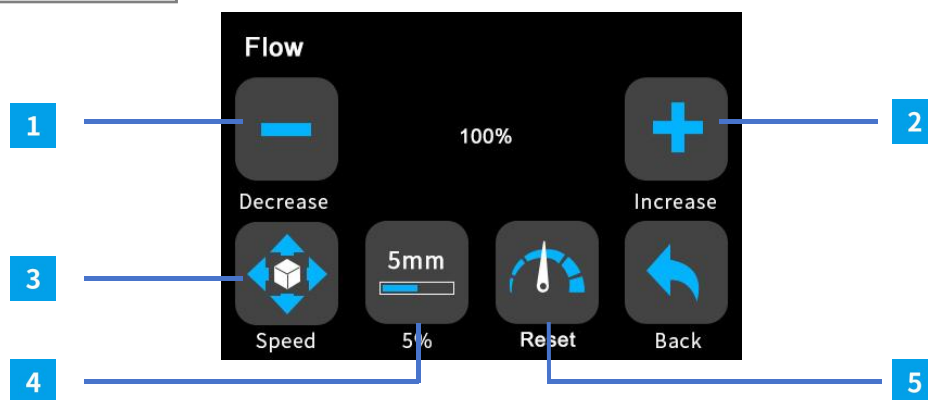 Flow
1
100%
2
Decrease
Increase
3
5mm
Speed
5%
Reset
Back
4
5